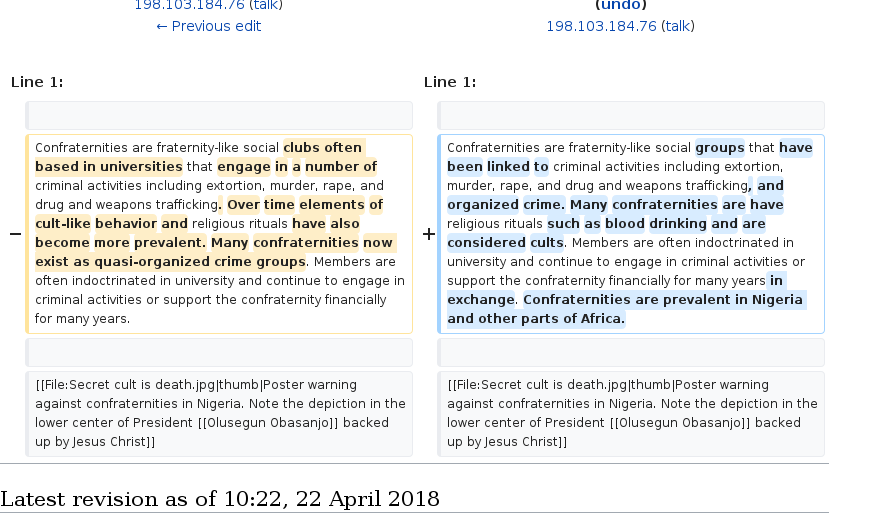 198.103.184.76 (talk)
← Previous edit
(undo)
198.103.184.76 (talk)
Line 1:
Confraternities are fraternity-like social clubs often
based in universities that engage in a number of
criminal activities including extortion, murder, rape, and
drug and weapons trafficking. Over time elements of
cult-like behavior and religious rituals have also
become more prevalent. Many confraternities now
exist as quasi-organized crime groups. Members are
often indoctrinated in university and continue to engage in
criminal activities or support the confraternity financially
for many years.
[[File:Secret cult is death.jpg|thumb|Poster warning
against confraternities in Nigeria. Note the depiction in the
lower center of President [[Olusegun Obasanjo]] backed
up by Jesus Christ]]
Line 1:
Confraternities are fraternity-like social groups that have
been linked to criminal activities including extortion,
murder, rape, and drug and weapons trafficking, and
organized crime. Many confraternities are have
religious rituals such as blood drinking and are
considered cults. Members are often indoctrinated in
university and continue to engage in criminal activities or
support the confraternity financially for many years in
exchange. Confraternities are prevalent in Nigeria
and other parts of Africa.
[[File:Secret cult is death.jpg|thumb|Poster warning
against confraternities in Nigeria. Note the depiction in the
lower center of President [[Olusegun Obasanjo]] backed
up by Jesus Christ]]
Latest revision as of 10:22, 22 April 2018